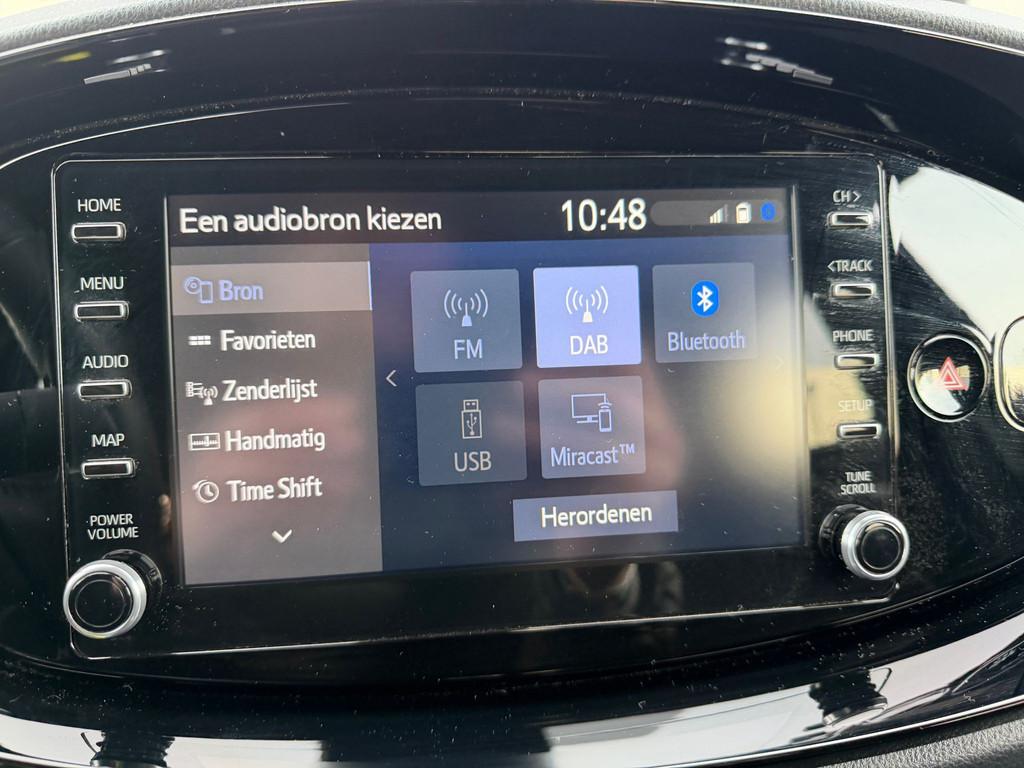 HOME
MENU
AUDIO
MAP
POWER
VOLUME
Een audiobron kiezen
10:48
Bron
Favorieten
Zenderlijst
Handmatig
Time Shift
FM
DAB
Bluetooth
USB
Miracast™
Herordenen
CH >
< TRACK
PHONE
SETUP
TUNE
SCROLL